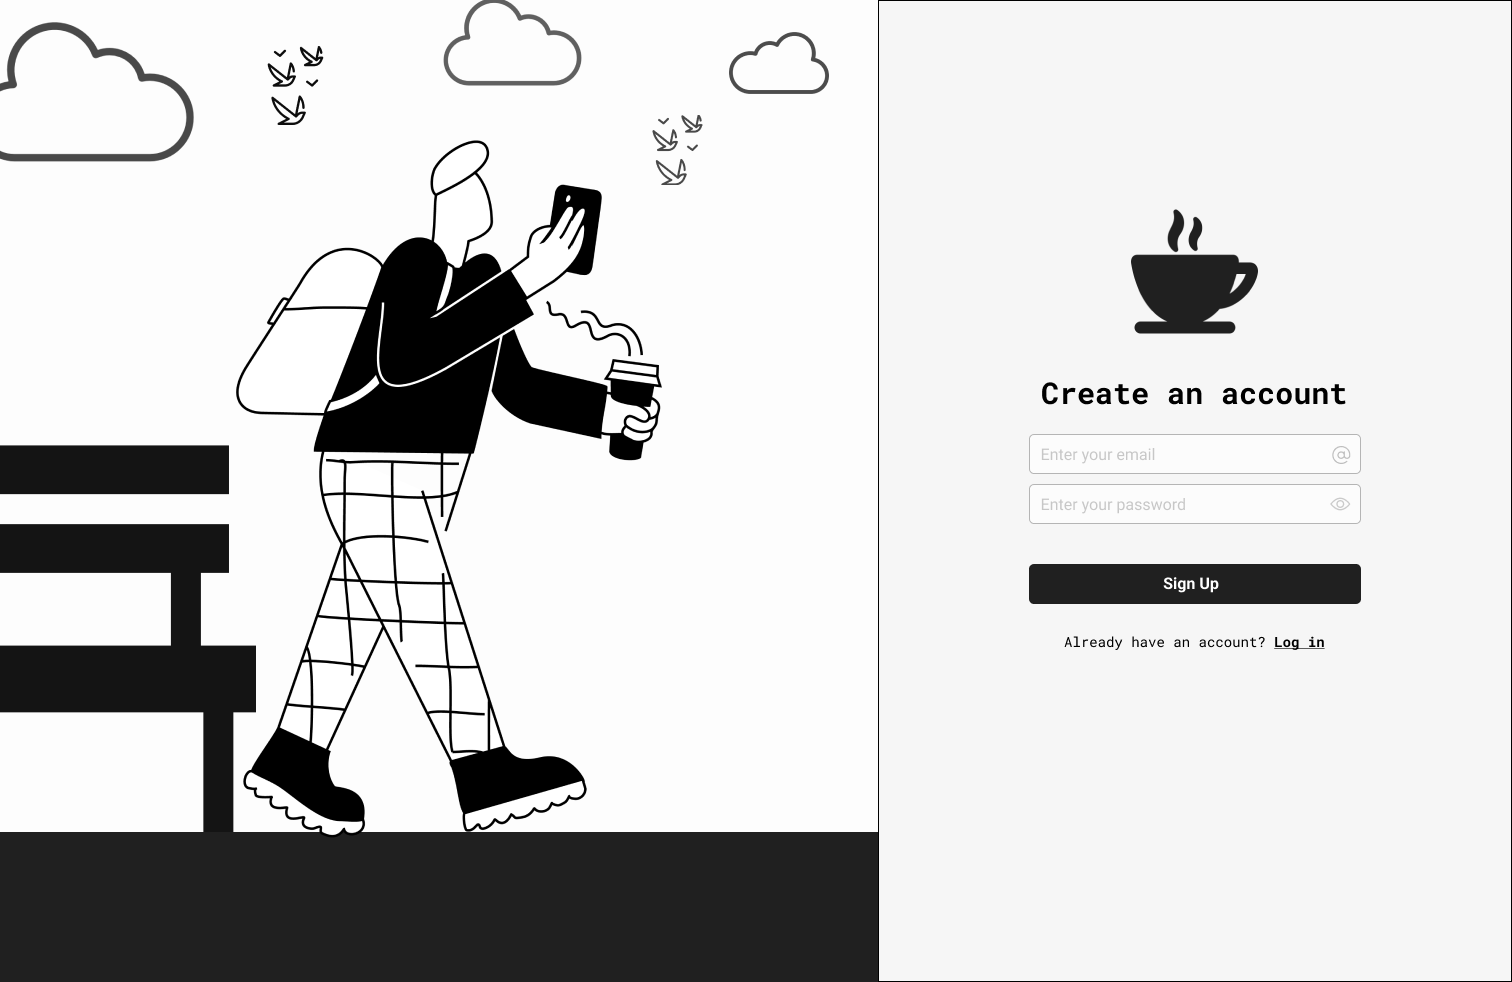 Create an account
Enter your email
Enter your password
Sign Up
Already have an account? Log in